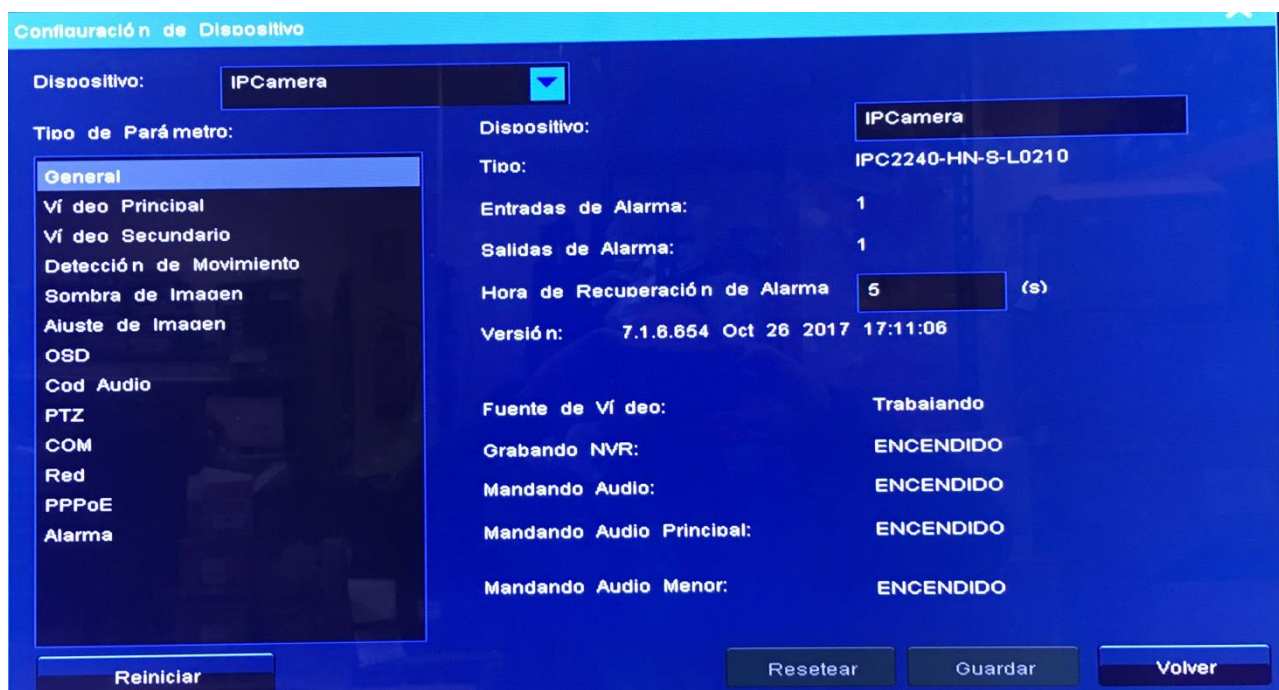 Configuración de Dispositivo
Dispositivo: IPCamera
Tipo de Parámetro:
General
Vídeo Principal
Vídeo Secundario
Detección de Movimiento
Sombra de Imagen
Ajuste de Imagen
OSD
Cod Audio
PTZ
COM
Red
PPPoE
Alarma
Dispositivo: IPCamera
Tipo: IPC2240-HN-S-L0210
Entradas de Alarma: 1
Salidas de Alarma: 1
Hora de Recuperación de Alarma 5 (s)
Versión: 7.1.6.654 Oct 26 2017 17:11:06
Fuente de Vídeo: Trabajando
Grabando NVR: ENCENDIDO
Mandando Audio: ENCENDIDO
Mandando Audio Principal: ENCENDIDO
Mandando Audio Menor: ENCENDIDO
Reiniciar Resetear Guardar Volver